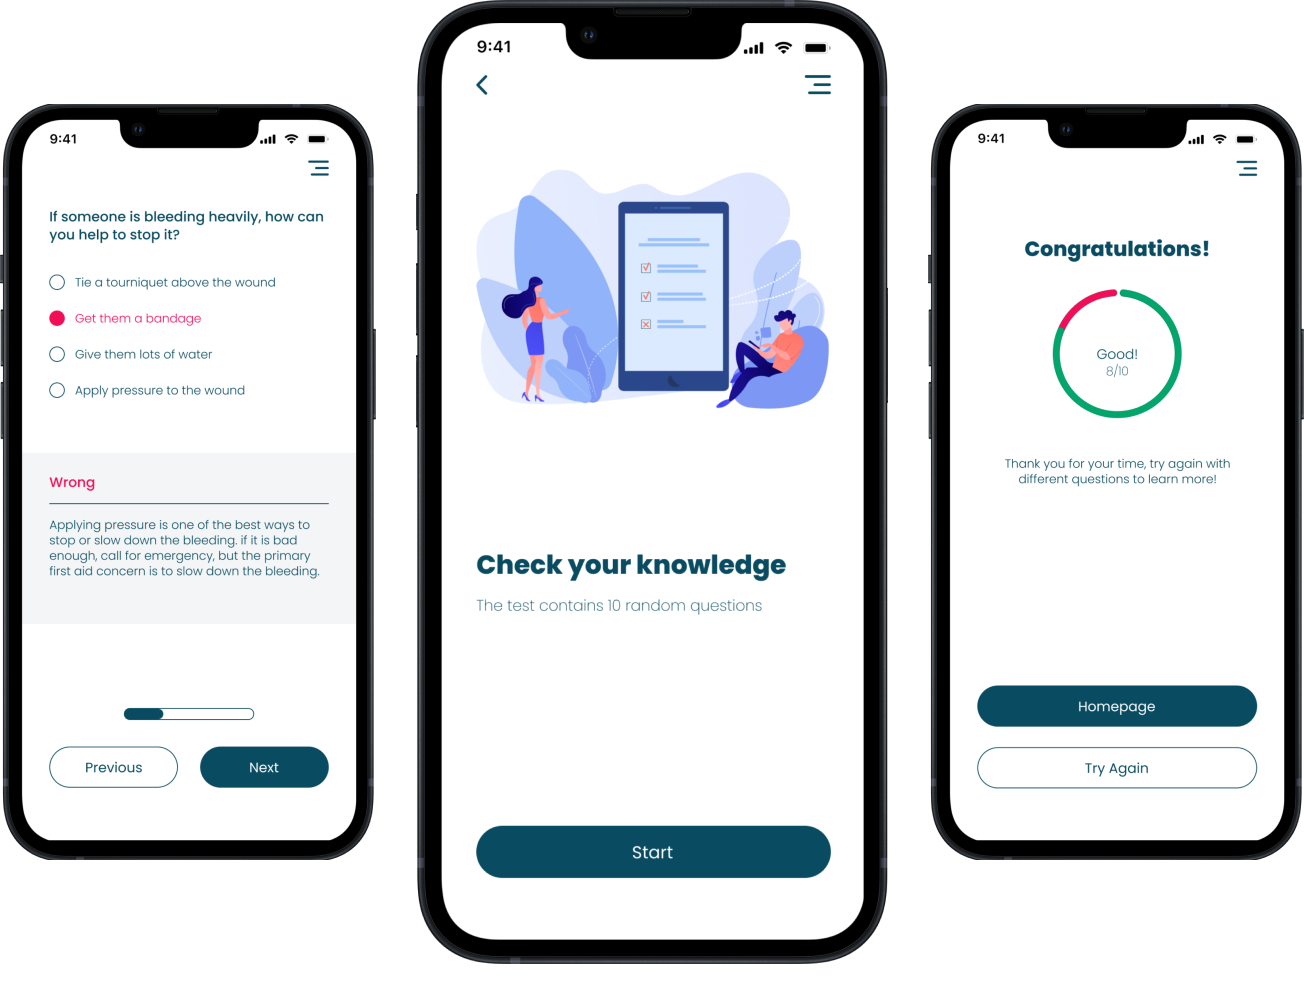 9:41
If someone is bleeding heavily, how can
you help to stop it?
Tie a tourniquet above the wound
Get them a bandage
Give them lots of water
Apply pressure to the wound
Wrong
Applying pressure is one of the best ways to
stop or slow down the bleeding. if it is bad
enough, call for emergency, but the primary
first aid concern is to slow down the bleeding.
Previous
Next
9:41
Check your knowledge
The test contains 10 random questions
Start
9:41
Congratulations!
Good!
8/10
Thank you for your time, try again with
different questions to learn more!
Homepage
Try Again